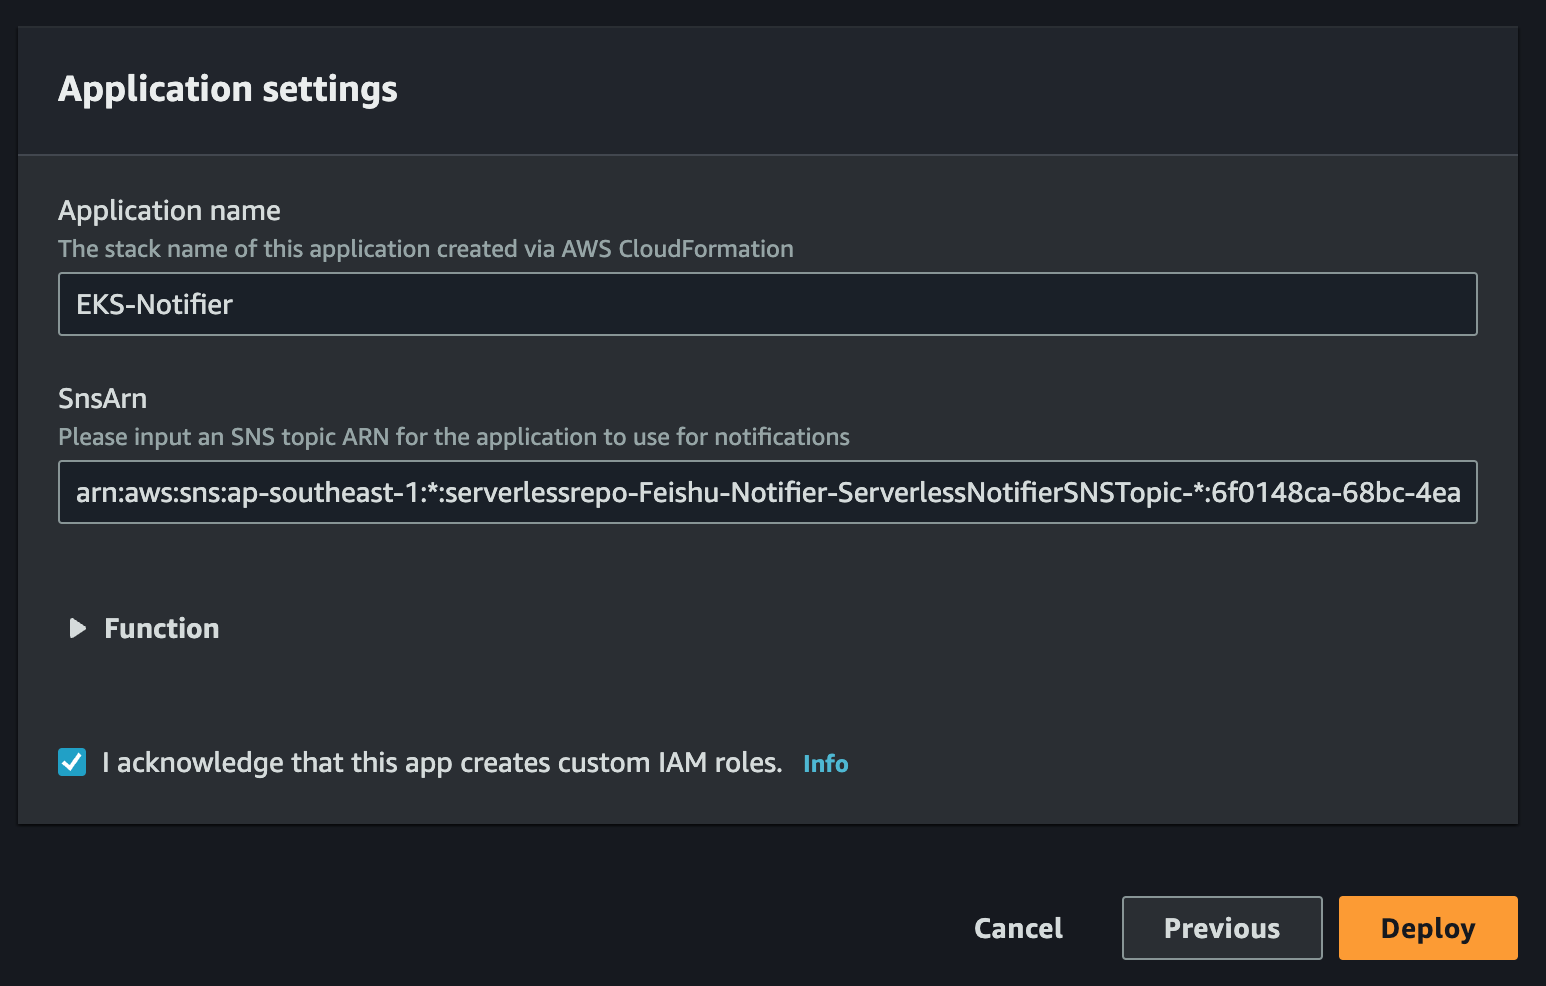 Application settings
Application name
The stack name of this application created via AWS CloudFormation
EKS-Notifier
SnsArn
Please input an SNS topic ARN for the application to use for notifications
arn:aws:sns:ap-southeast-1:*:serverlessrepo-Feishu-Notifier-ServerlessNotifierSNSTopic-*:6f0148ca-68bc-4ea
Function
I acknowledge that this app creates custom IAM roles. Info
Cancel Previous Deploy